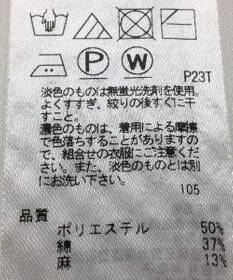 P W
P23T
淡色のものは無蛍光洗剤を使用。
よくすすぎ、絞りの後すぐに干
すこと。
濃色のものは、着用による摩擦
で色落ちすることがありますの
で、組合せの衣服にご注意くだ
さい。また、淡色のものとは別
にお洗い下さい。
105
品質
ポリエステル 50%
綿 37%
麻 13%